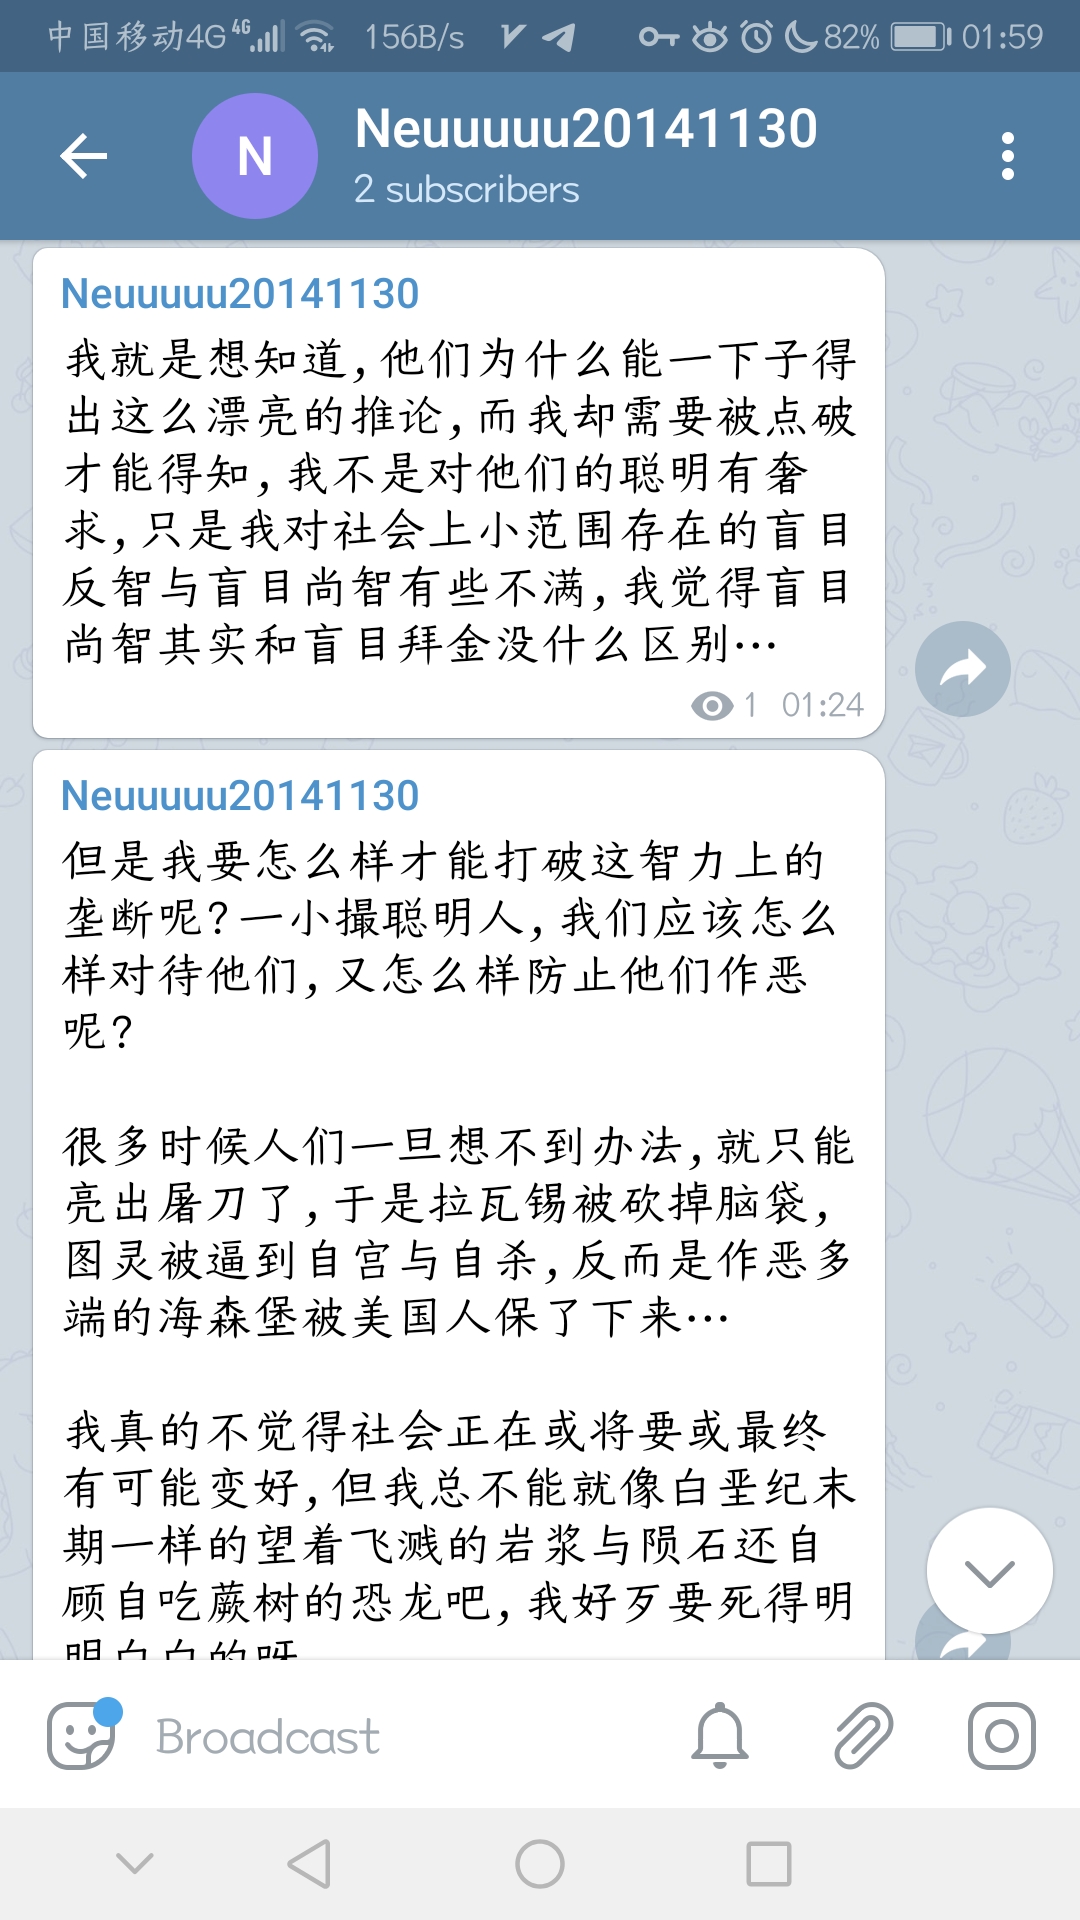 中国移动4G 4G 156B/s 82% 01:59
N
Neuuuuu20141130
2 subscribers
Neuuuuu20141130
我就是想知道,他们为什么能一下子得
出这么漂亮的推论,而我却需要被点破
才能得知,我不是对他们的聪明有奢
求,只是我对社会上小范围存在的盲目
反智与盲目尚智有些不满,我觉得盲目
尚智其实和盲目拜金没什么区别…
1 01:24
Neuuuuu20141130
但是我要怎么样才能打破这智力上的
垄断呢?一小撮聪明人,我们应该怎么
样对待他们,又怎么样防止他们作恶
呢?
很多时候人们一旦想不到办法,就只能
亮出屠刀了,于是拉瓦锡被砍掉脑袋,
图灵被逼到自宫与自杀,反而是作恶多
端的海森堡被美国人保了下来…
我真的不觉得社会正在或将要或最终
有可能变好,但我总不能就像白垩纪末
期一样的望着飞溅的岩浆与陨石还自
顾自吃蕨树的恐龙吧,我好歹要死得明
明白白的呀
Broadcast